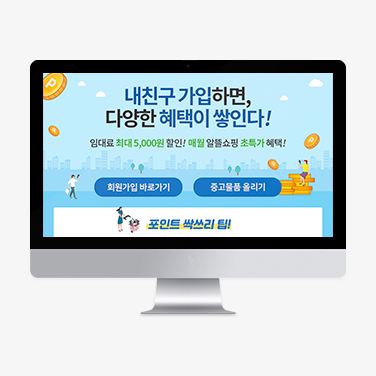 내친구 가입하면,
다양한 혜택이 쌓인다!
임대료 최대 5,000원 할인! 매월 알뜰쇼핑 초특가 혜택!
회원가입 바로가기
중고물품 올리기
포인트 싹쓰리 팁!